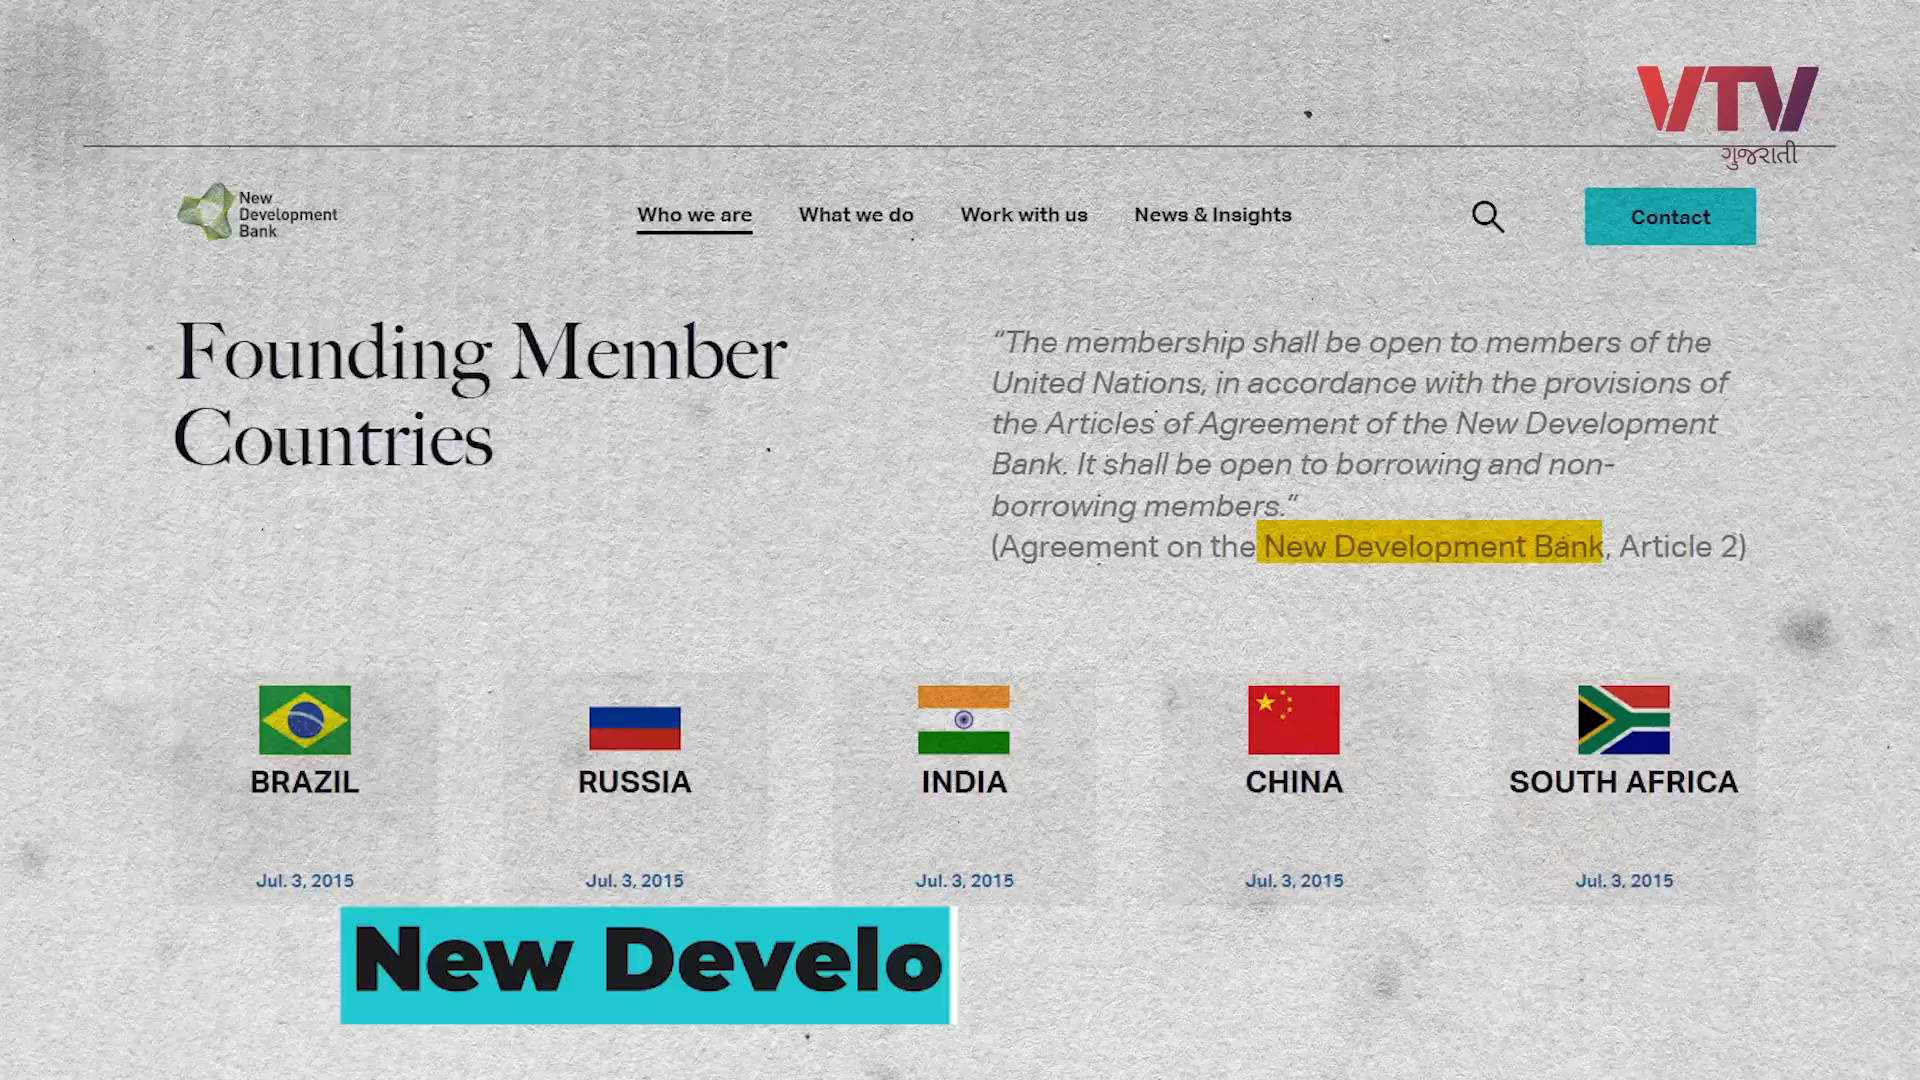 VTV
ગુજરાતી
New
Development
Bank
Who we are
What we do
Work with us
News & Insights
Contact
Founding Member
Countries
“The membership shall be open to members of the
United Nations, in accordance with the provisions of
the Articles of Agreement of the New Development
Bank. It shall be open to borrowing and non-
borrowing members.”
(Agreement on the New Development Bank, Article 2)
BRAZIL
RUSSIA
INDIA
CHINA
SOUTH AFRICA
Jul. 3, 2015
Jul. 3, 2015
Jul. 3, 2015
Jul. 3, 2015
Jul. 3, 2015
New Develo